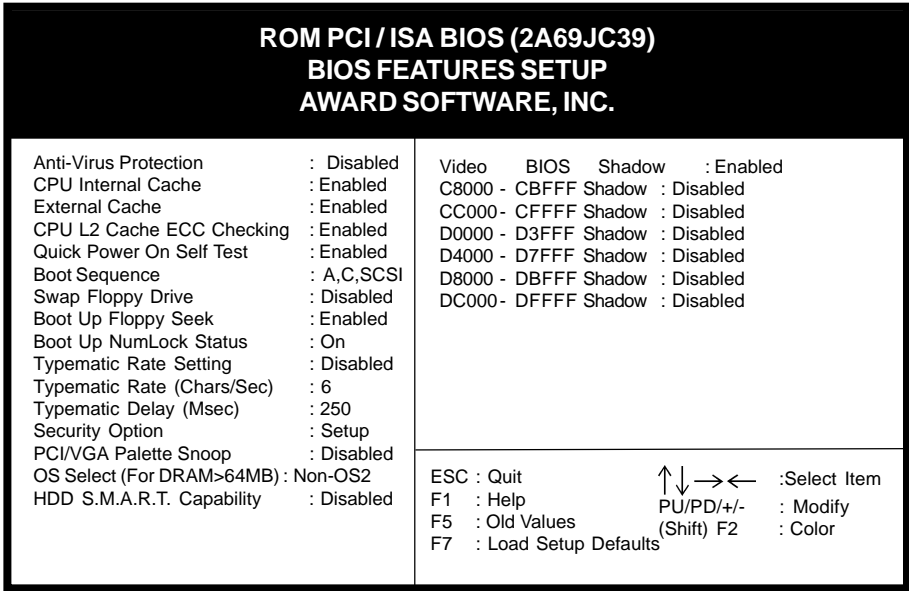 ROM PCI / ISA BIOS (2A69JC39)
BIOS FEATURES SETUP
AWARD SOFTWARE, INC.
Anti-Virus Protection : Disabled
CPU Internal Cache : Enabled
External Cache : Enabled
CPU L2 Cache ECC Checking : Enabled
Quick Power On Self Test : Enabled
Boot Sequence : A,C,SCSI
Swap Floppy Drive : Disabled
Boot Up Floppy Seek : Enabled
Boot Up NumLock Status : On
Typematic Rate Setting : Disabled
Typematic Rate (Chars/Sec) : 6
Typematic Delay (Msec) : 250
Security Option : Setup
PCI/VGA Palette Snoop : Disabled
OS Select (For DRAM>64MB) : Non-OS2
HDD S.M.A.R.T. Capability : Disabled
Video BIOS Shadow : Enabled
C8000 - CBFFF Shadow : Disabled
CC000 - CFFFF Shadow : Disabled
D0000 - D3FFF Shadow : Disabled
D4000 - D7FFF Shadow : Disabled
D8000 - DBFFF Shadow : Disabled
DC000 - DFFFF Shadow : Disabled
ESC : Quit ↑↓→← :Select Item
F1 : Help PU/PD/+/- : Modify
F5 : Old Values (Shift) F2 : Color
F7 : Load Setup Defaults